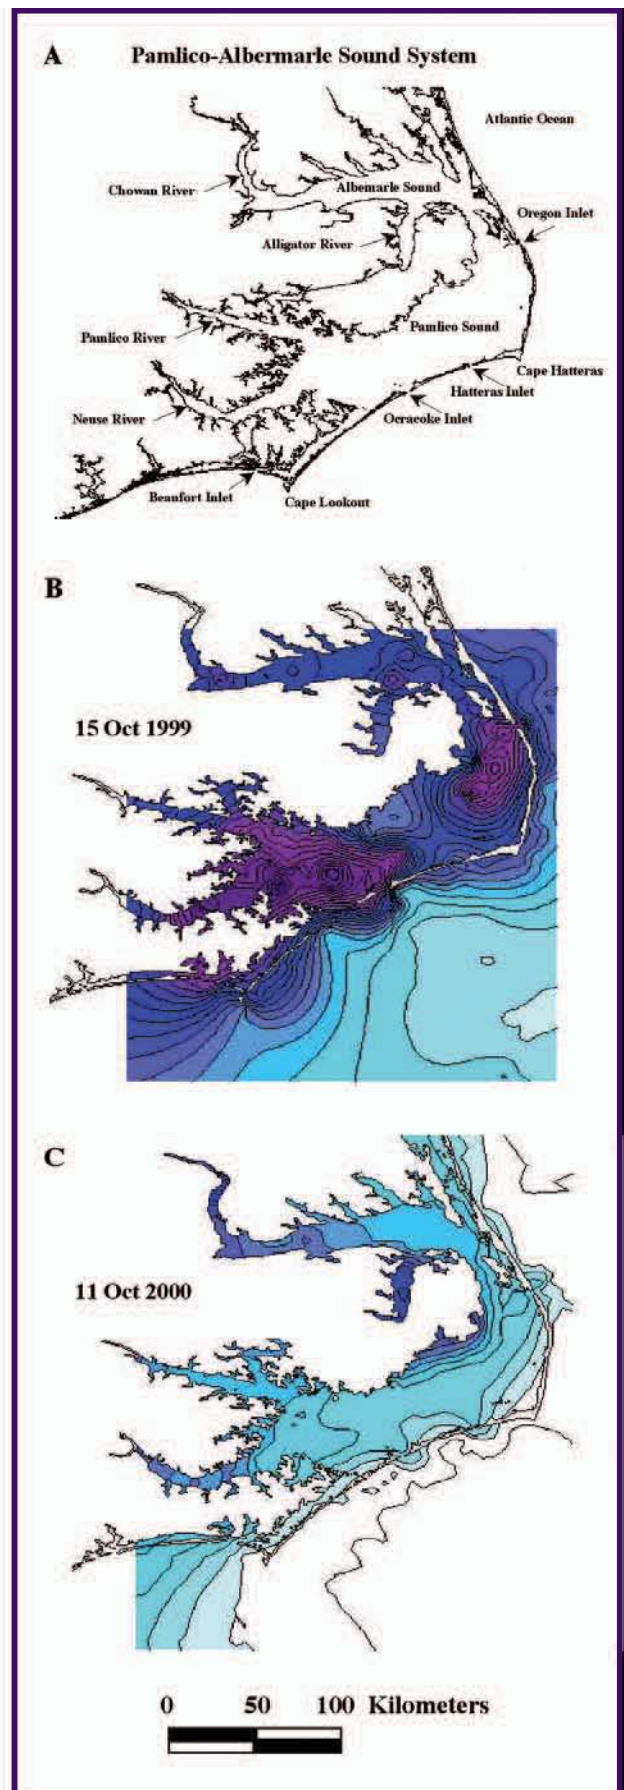 A
Pamlico-Albermarle Sound System
Atlantic Ocean
Chowan River
Albemarle Sound
Oregon Inlet
Alligator River
Pamlico River
Pamlico Sound
Cape Hatteras
Hatteras Inlet
Neuse River
Ocracoke Inlet
Beaufort Inlet
Cape Lookout
B
15 Oct 1999
C
11 Oct 2000
0 50 100 Kilometers